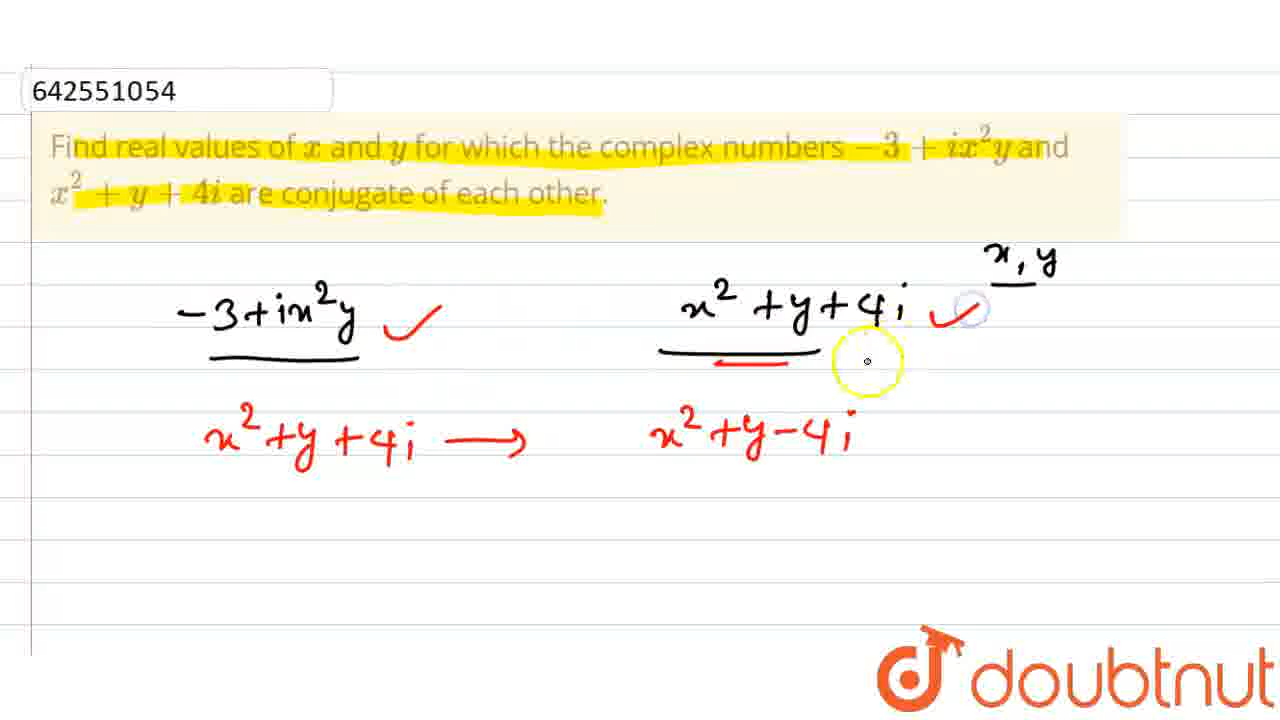 642551054
Find real values of x and y for which the complex numbers −3 + ix²y and
x² + y + 4i are conjugate of each other.
x, y
-3+ix²y
x² + y + 4i
x² + y + 4i → x² + y - 4i
doubtnut